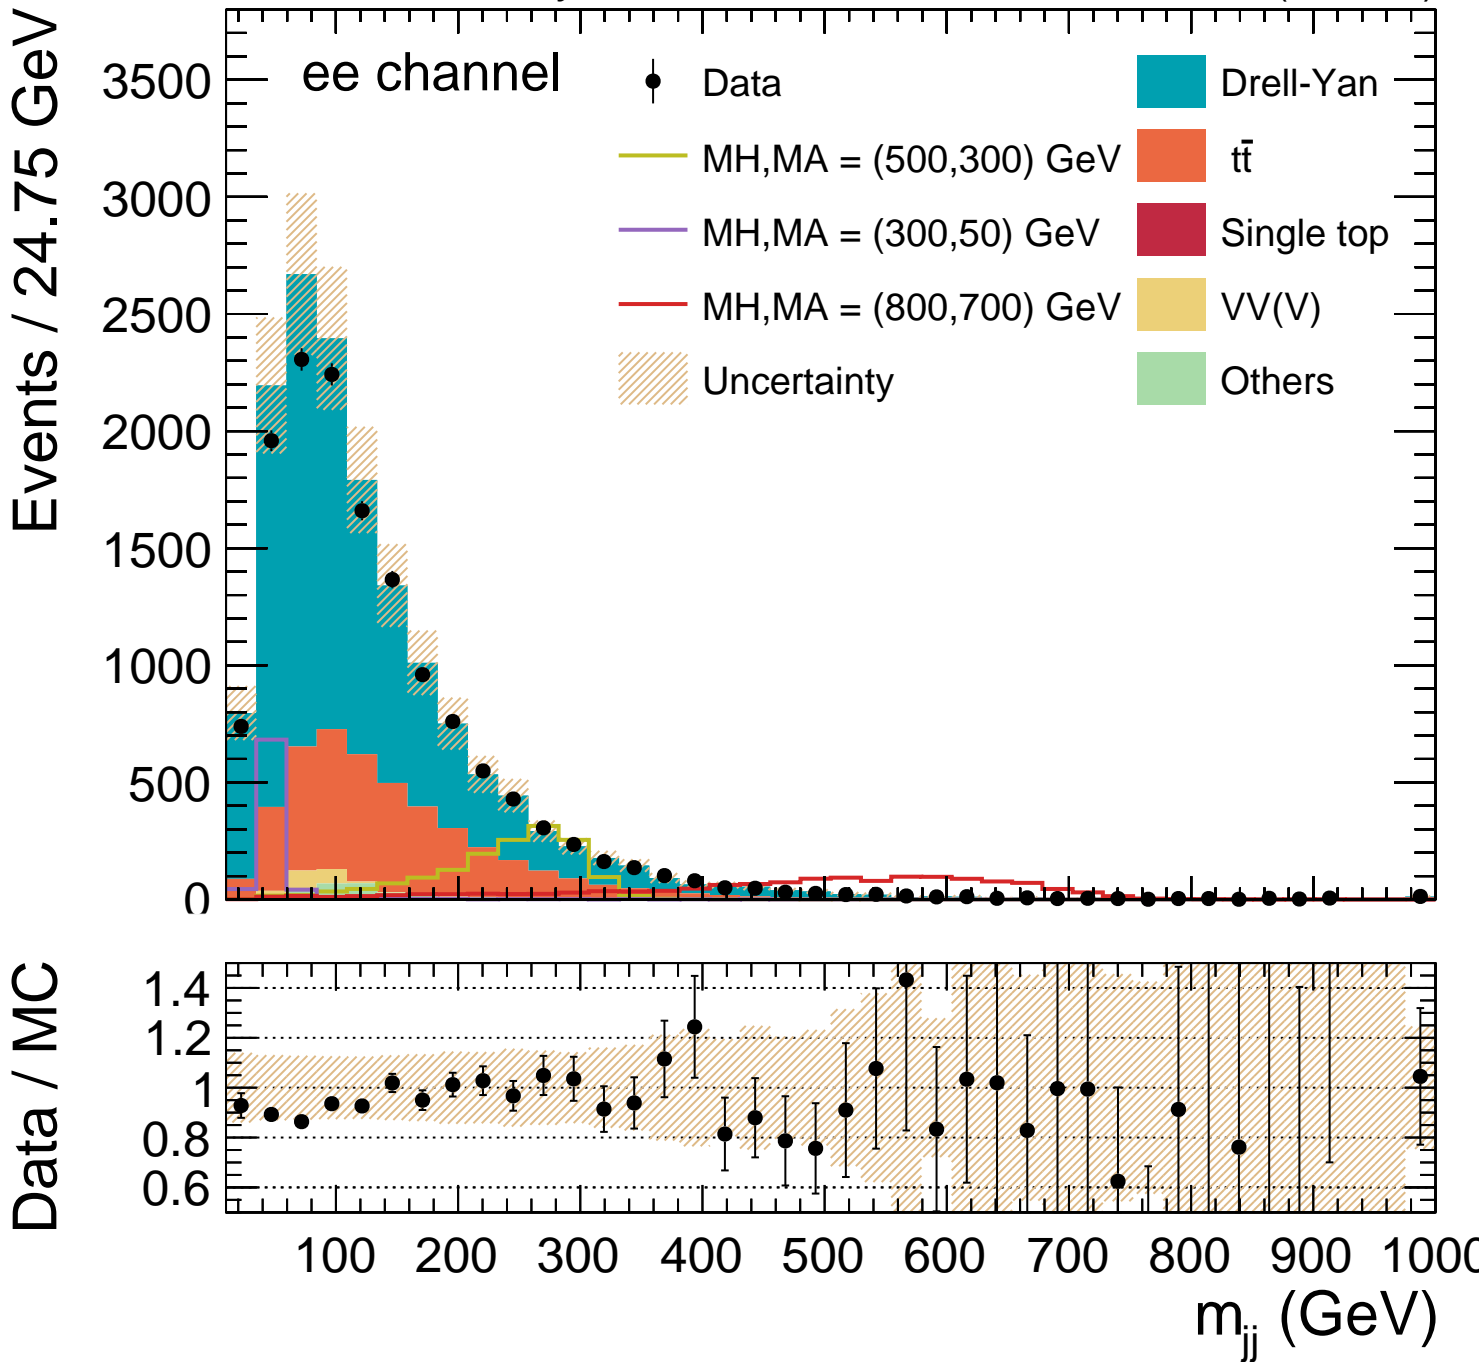 ee channel
Data
MH,MA = (500,300) GeV
MH,MA = (300,50) GeV
MH,MA = (800,700) GeV
Uncertainty
Drell-Yan
tt̄
Single top
VV(V)
Others
Events / 24.75 GeV
3500
3000
2500
2000
1500
1000
500
0
Data / MC
1.4
1.2
1
0.8
0.6
100 200 300 400 500 600 700 800 900 1000
m_jj (GeV)